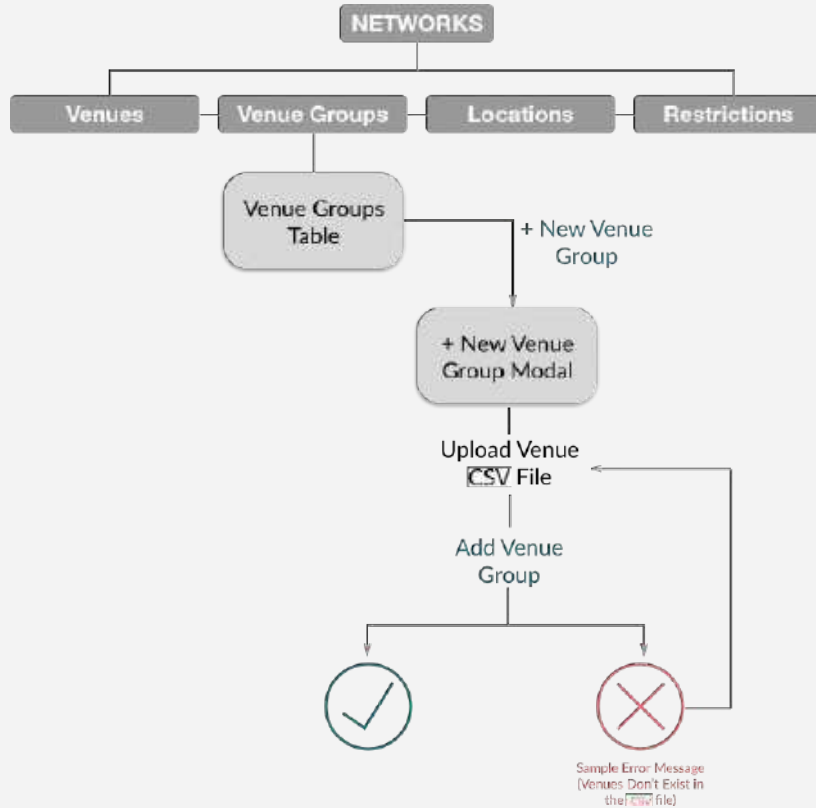 NETWORKS
Venues
Venue Groups
Locations
Restrictions
Venue Groups
Table
+ New Venue
Group
+ New Venue
Group Modal
Upload Venue
CSV File
Add Venue
Group
Sample Error Message
(Venues Don't Exist in
the CSV file)